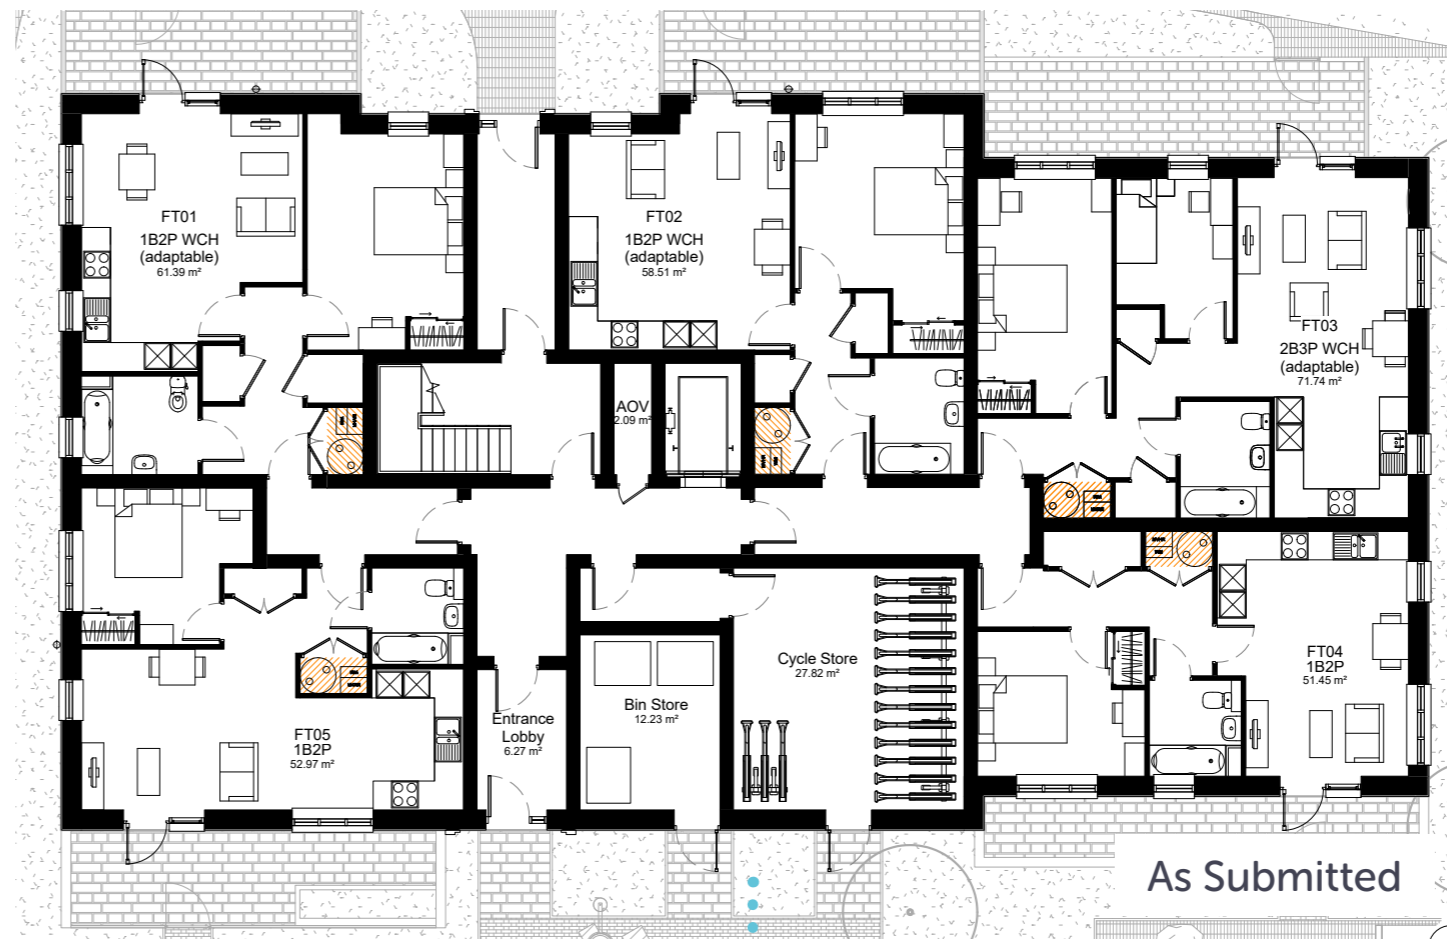 FT01
1B2P WCH
(adaptable)
61.39 m²
FT02
1B2P WCH
(adaptable)
58.51 m²
FT03
2B3P WCH
(adaptable)
71.74 m²
AOV
2.09 m²
FT04
1B2P
51.45 m²
Cycle Store
27.82 m²
Bin Store
12.23 m²
Entrance
Lobby
6.27 m²
FT05
1B2P
52.97 m²
As Submitted